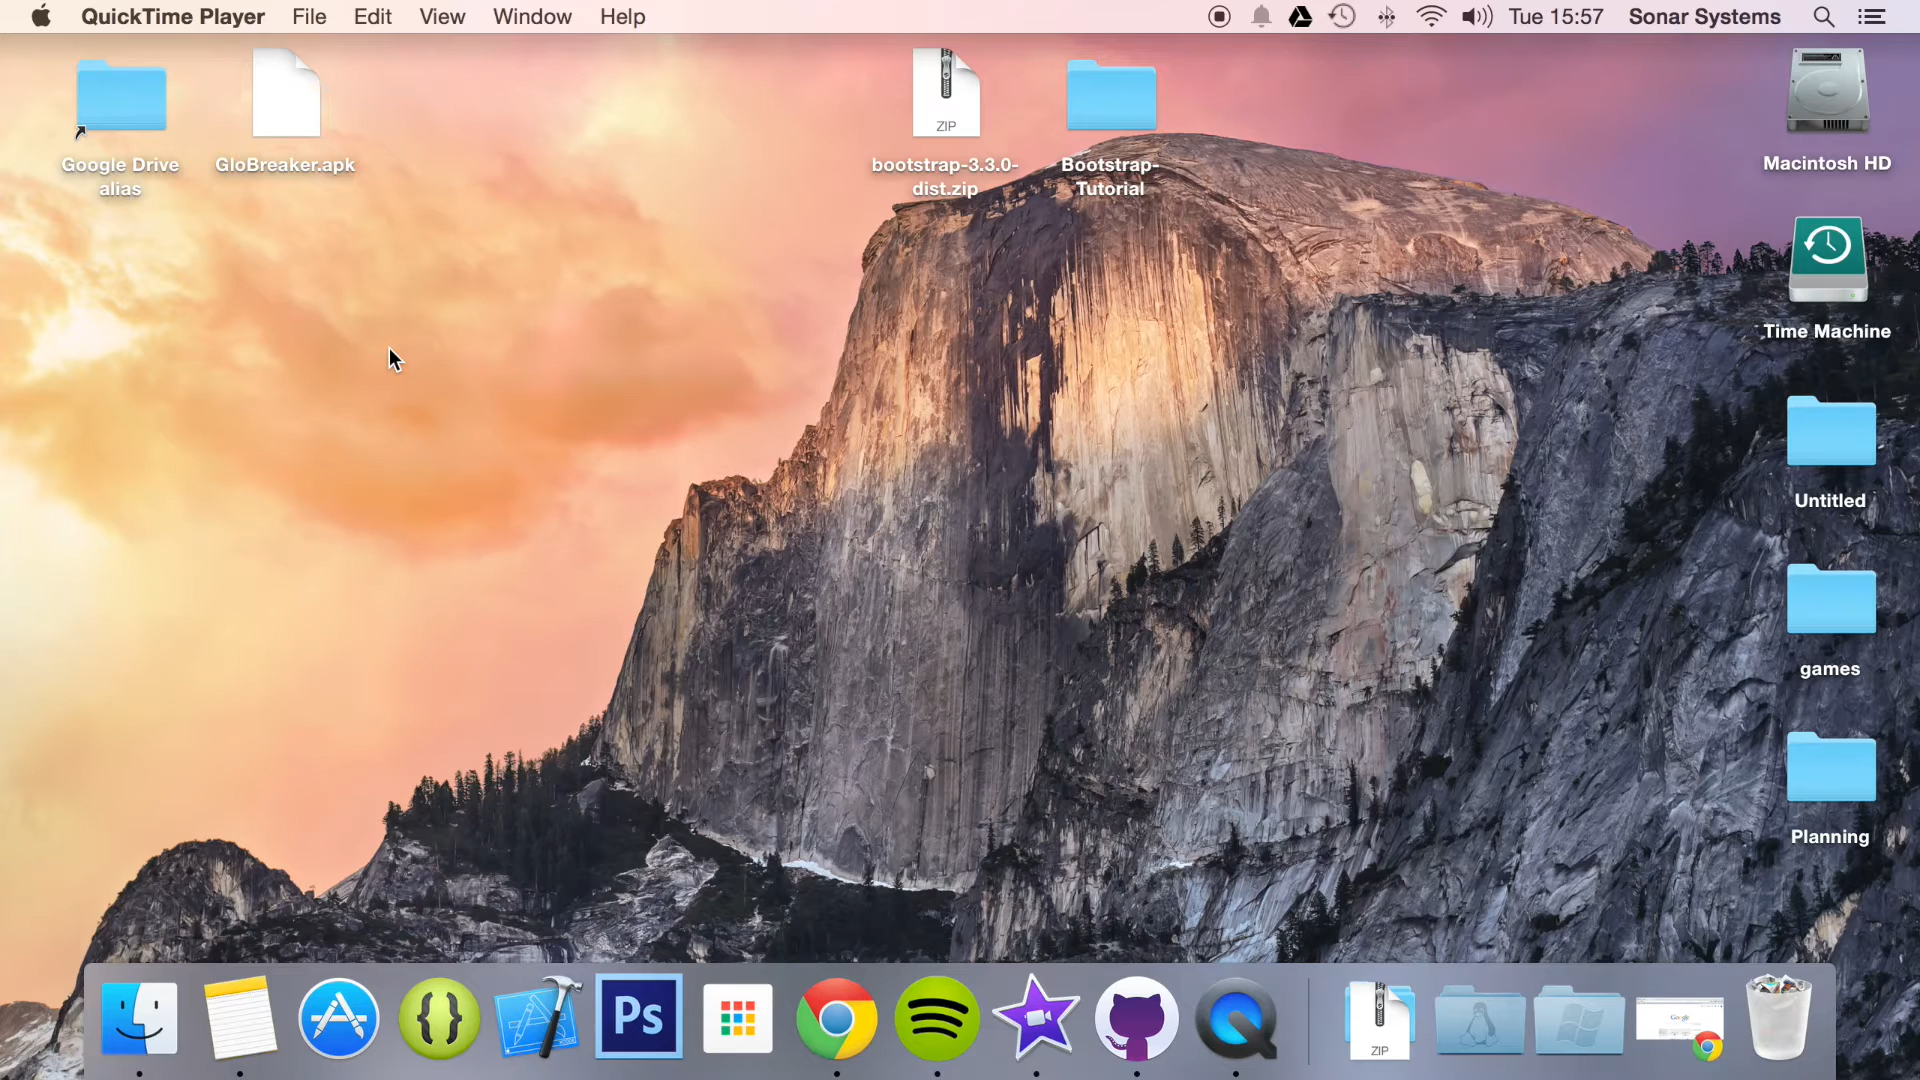 QuickTime Player File Edit View Window Help Tue 15:57 Sonar Systems
Google Drive
alias
GloBreaker.apk
ZIP
bootstrap-3.3.0-
dist.zip
Bootstrap-
Tutorial
Macintosh HD
Time Machine
Untitled
games
Planning
Ps
ZIP
Google